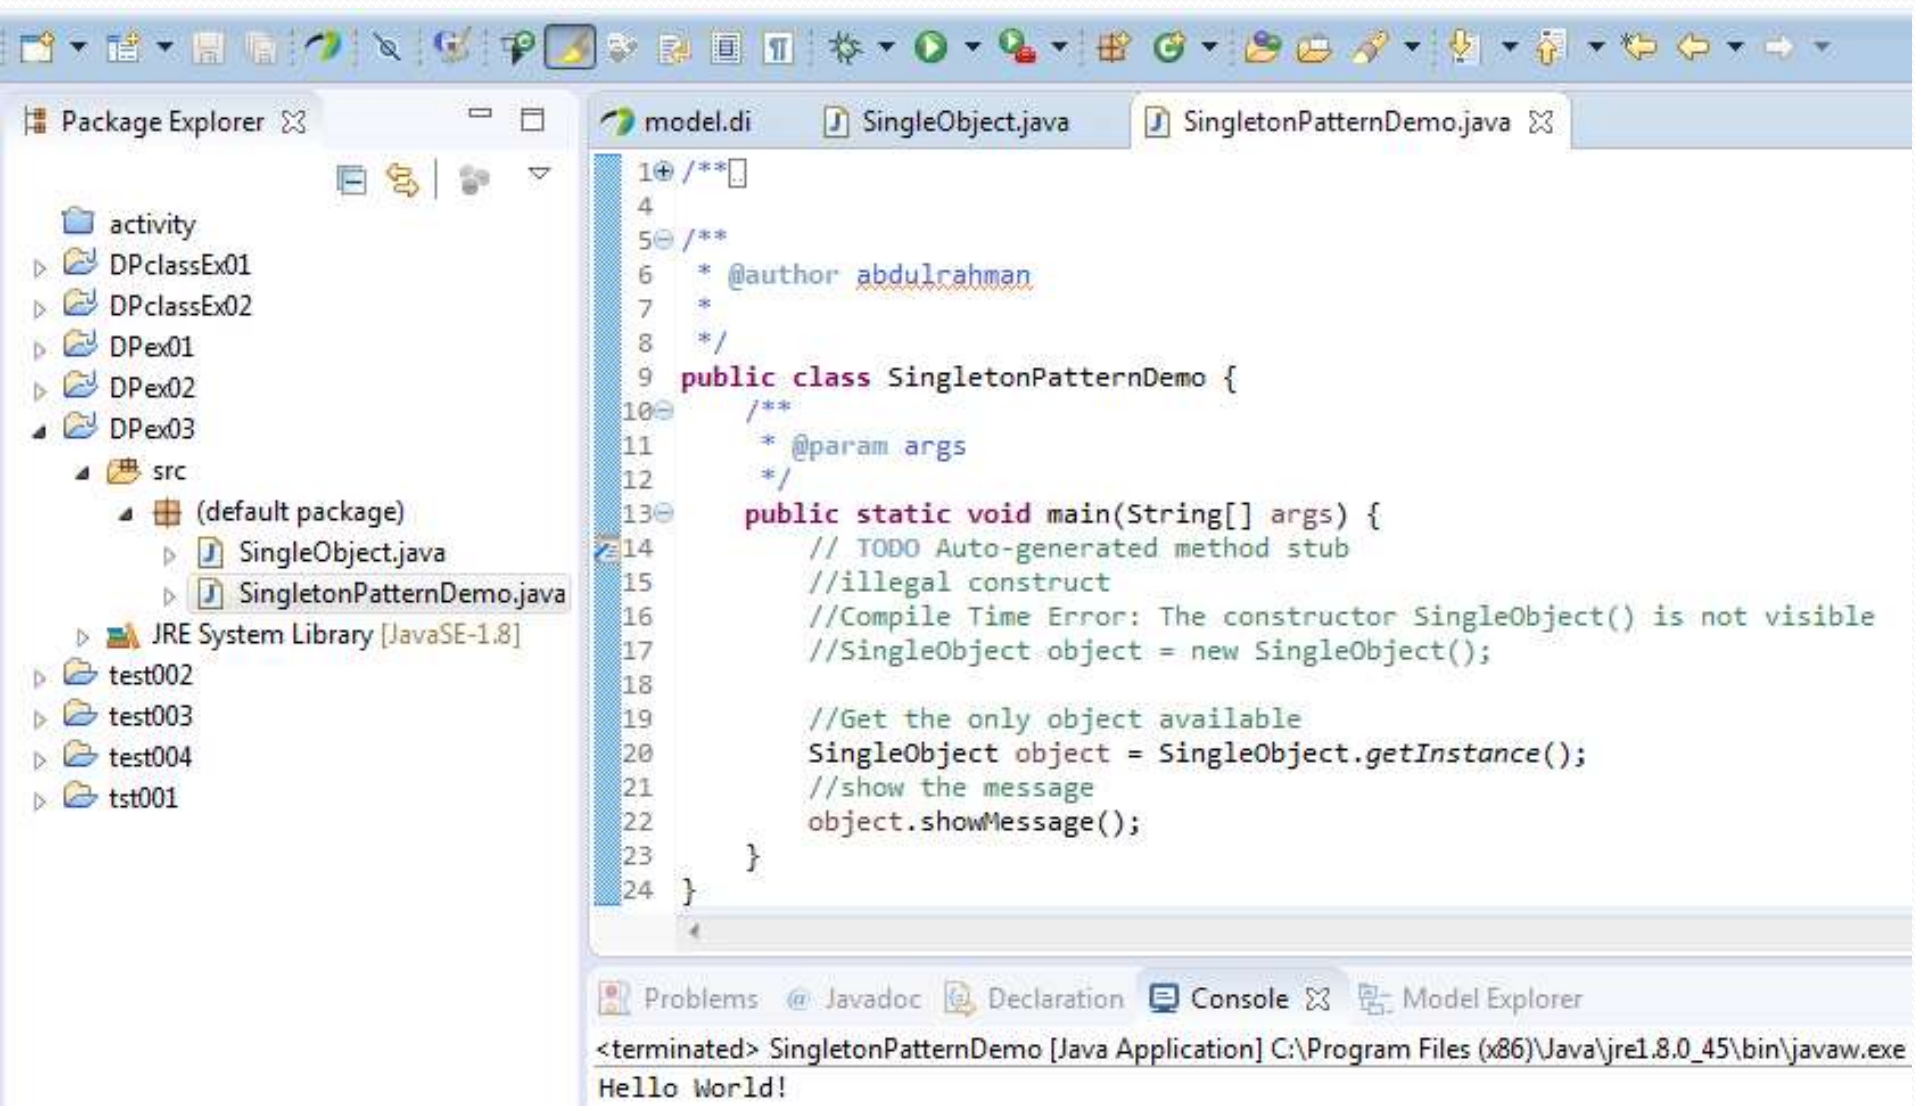 Package Explorer
activity
DPclassEx01
DPclassEx02
DPex01
DPex02
DPex03
src
(default package)
SingleObject.java
SingletonPatternDemo.java
JRE System Library [JavaSE-1.8]
test002
test003
test004
tst001
model.di SingleObject.java SingletonPatternDemo.java
1 /**
4
5 /**
6 * @author abdulrahman
7 *
8 */
9 public class SingletonPatternDemo {
10 /**
11 * @param args
12 */
13 public static void main(String[] args) {
14 // TODO Auto-generated method stub
15 //illegal construct
16 //Compile Time Error: The constructor SingleObject() is not visible
17 //SingleObject object = new SingleObject();
18
19 //Get the only object available
20 SingleObject object = SingleObject.getInstance();
21 //show the message
22 object.showMessage();
23 }
24 }
Problems @ Javadoc Declaration Console Model Explorer
<terminated> SingletonPatternDemo [Java Application] C:\Program Files (x86)\Java\jre1.8.0_45\bin\javaw.exe
Hello World!